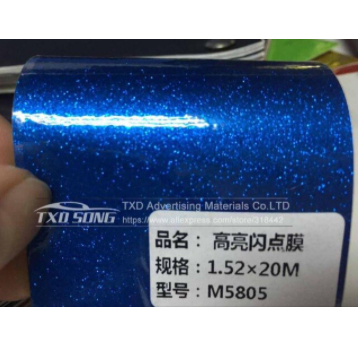 TXD SONG
TXD Advertising Materials Co.,Ltd
https://www.aliexpress.com/store/318442
品名： 高亮闪点膜
规格：1.52×20M
型号：M5805